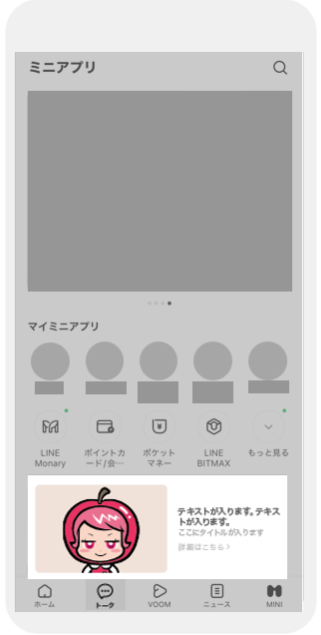 ミニアプリ
マイミニアプリ
LINE
Monary
ポイントカ
ード/会…
ポケット
マネー
LINE
BITMAX
もっと見る
テキストが入ります。テキス
トが入ります。
ここにタイトルが入ります
詳細はこちら >
ホーム
トーク
VOOM
ニュース
MINI